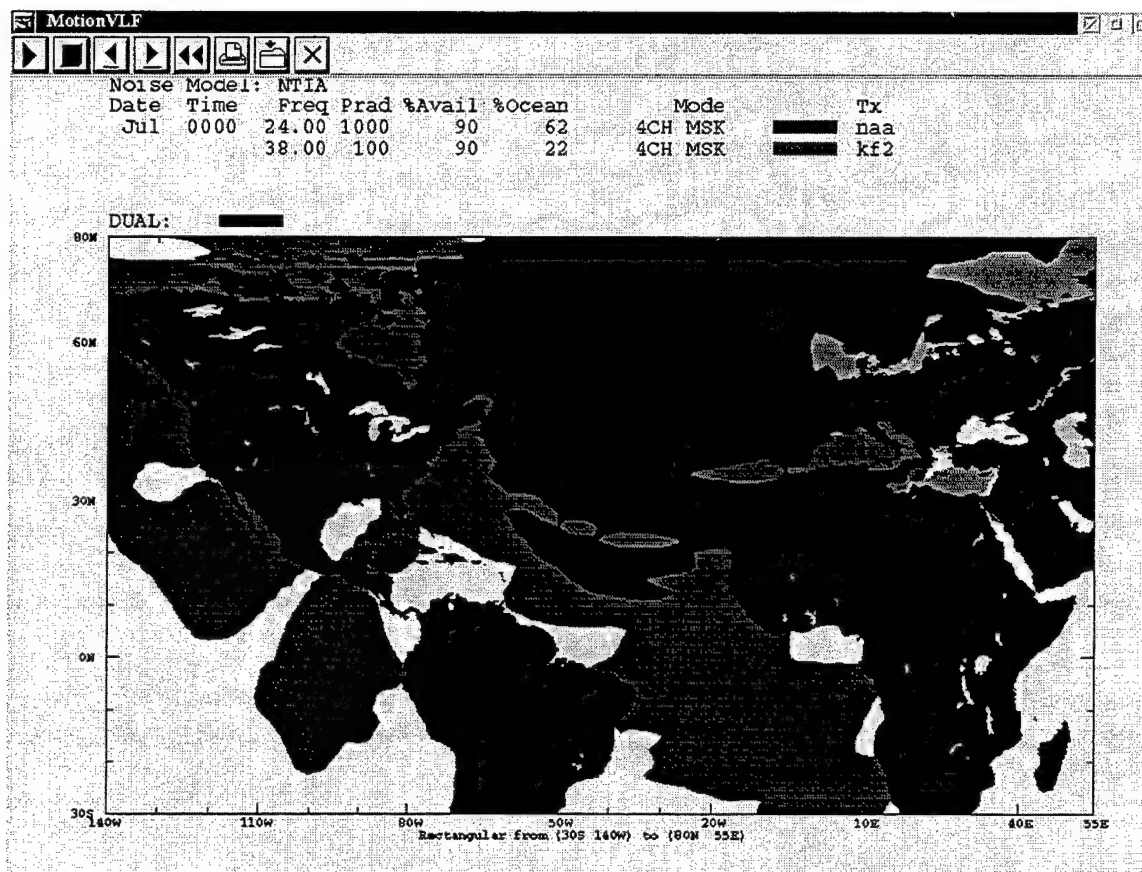 MotionVLF
Noise Model: NTIA
Date Time Freq Prad %Avail %Ocean Mode Tx
Jul 0000 24.00 1000 90 62 4CH MSK naa
38.00 100 90 22 4CH MSK kf2
DUAL:
80N
60N
30N
0N
30S
140W 110W 80W 50W 20W 10E 40E 55E
Rectangular from (30S 140W) to (80N 55E)